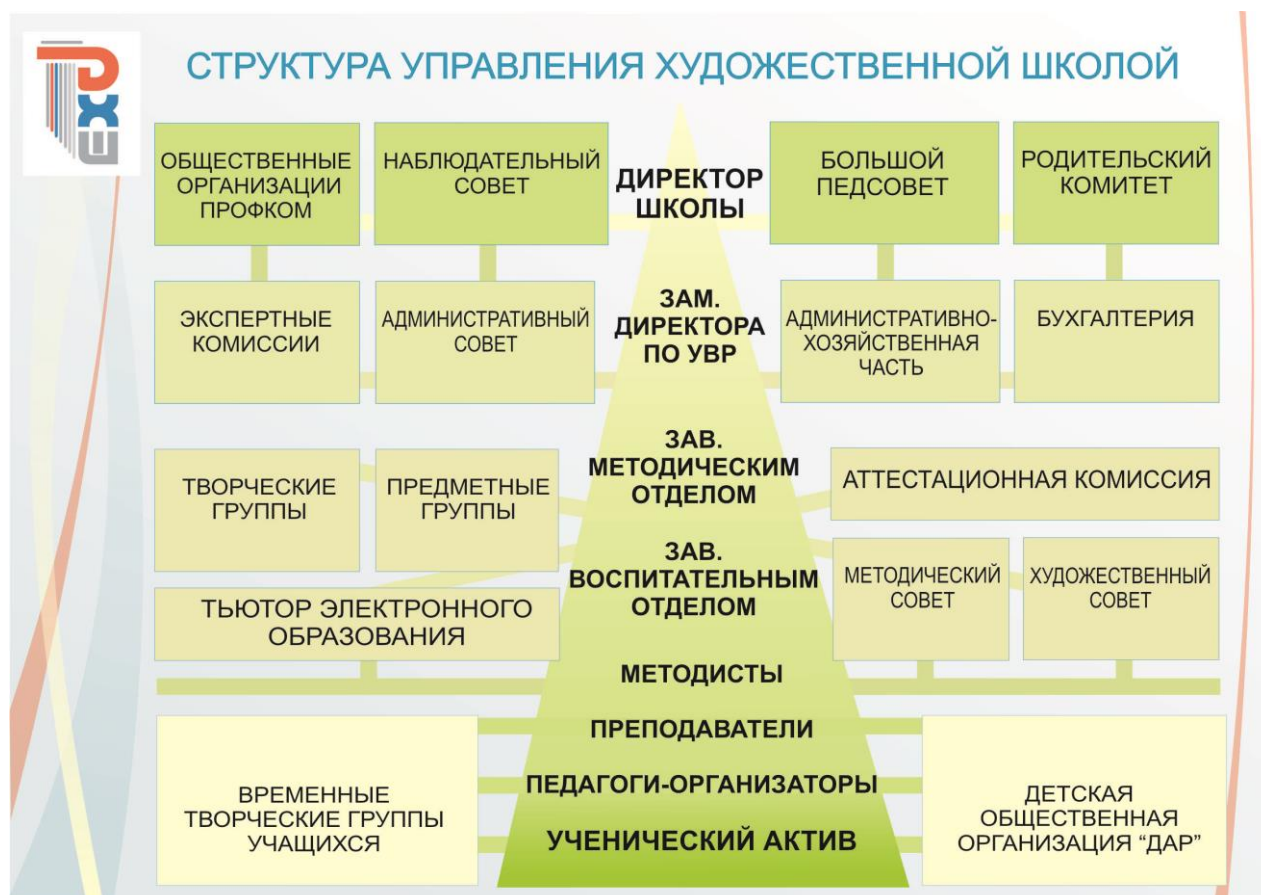 РХШ
СТРУКТУРА УПРАВЛЕНИЯ ХУДОЖЕСТВЕННОЙ ШКОЛОЙ
ОБЩЕСТВЕННЫЕ
ОРГАНИЗАЦИИ
ПРОФКОМ
НАБЛЮДАТЕЛЬНЫЙ
СОВЕТ
ДИРЕКТОР
ШКОЛЫ
БОЛЬШОЙ
ПЕДСОВЕТ
РОДИТЕЛЬСКИЙ
КОМИТЕТ
ЭКСПЕРТНЫЕ
КОМИССИИ
АДМИНИСТРАТИВНЫЙ
СОВЕТ
ЗАМ.
ДИРЕКТОРА
ПО УВР
АДМИНИСТРАТИВНО-
ХОЗЯЙСТВЕННАЯ
ЧАСТЬ
БУХГАЛТЕРИЯ
ТВОРЧЕСКИЕ
ГРУППЫ
ПРЕДМЕТНЫЕ
ГРУППЫ
ЗАВ.
МЕТОДИЧЕСКИМ
ОТДЕЛОМ
АТТЕСТАЦИОННАЯ КОМИССИЯ
ТЬЮТОР ЭЛЕКТРОННОГО
ОБРАЗОВАНИЯ
ЗАВ.
ВОСПИТАТЕЛЬНЫМ
ОТДЕЛОМ
МЕТОДИЧЕСКИЙ
СОВЕТ
ХУДОЖЕСТВЕННЫЙ
СОВЕТ
МЕТОДИСТЫ
ПРЕПОДАВАТЕЛИ
ПЕДАГОГИ-ОРГАНИЗАТОРЫ
УЧЕНИЧЕСКИЙ АКТИВ
ВРЕМЕННЫЕ
ТВОРЧЕСКИЕ ГРУППЫ
УЧАЩИХСЯ
ДЕТСКАЯ
ОБЩЕСТВЕННАЯ
ОРГАНИЗАЦИЯ "ДАР"